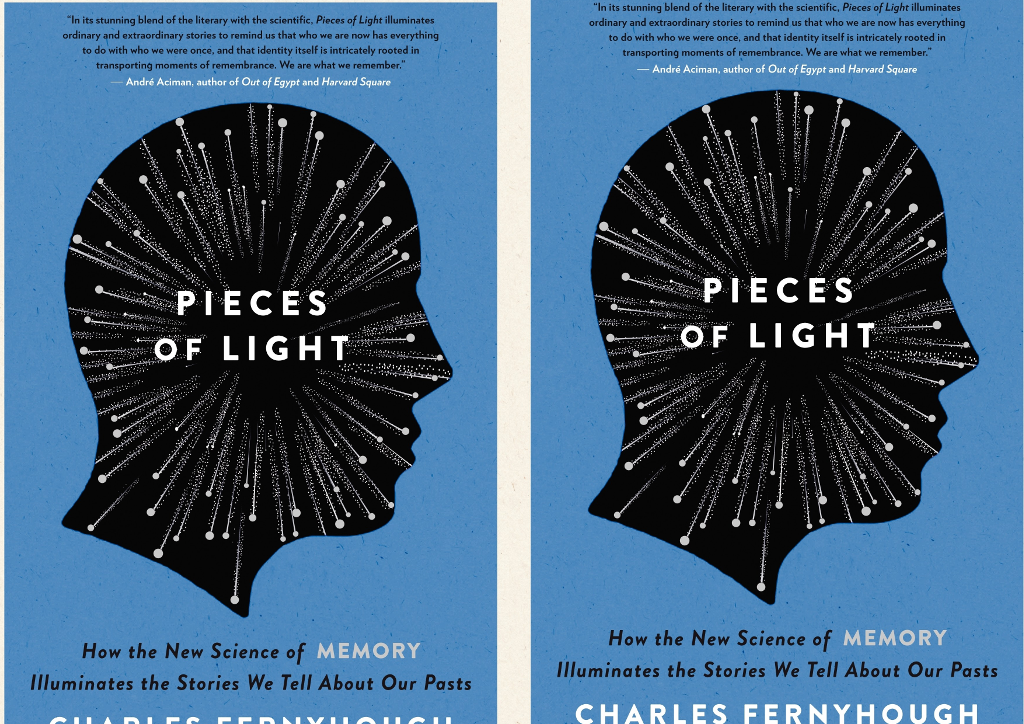 "In its stunning blend of the literary with the scientific, Pieces of Light illuminates
ordinary and extraordinary stories to remind us that who we are now has everything
to do with who we were once, and that identity itself is intricately rooted in
transporting moments of remembrance. We are what we remember."
— André Aciman, author of Out of Egypt and Harvard Square
PIECES
OF LIGHT
How the New Science of MEMORY
Illuminates the Stories We Tell About Our Pasts
CHARLES FERNYHOUGH
"In its stunning blend of the literary with the scientific, Pieces of Light illuminates
ordinary and extraordinary stories to remind us that who we are now has everything
to do with who we were once, and that identity itself is intricately rooted in
transporting moments of remembrance. We are what we remember."
— André Aciman, author of Out of Egypt and Harvard Square
PIECES
OF LIGHT
How the New Science of MEMORY
Illuminates the Stories We Tell About Our Pasts
CHARLES FERNYHOUGH